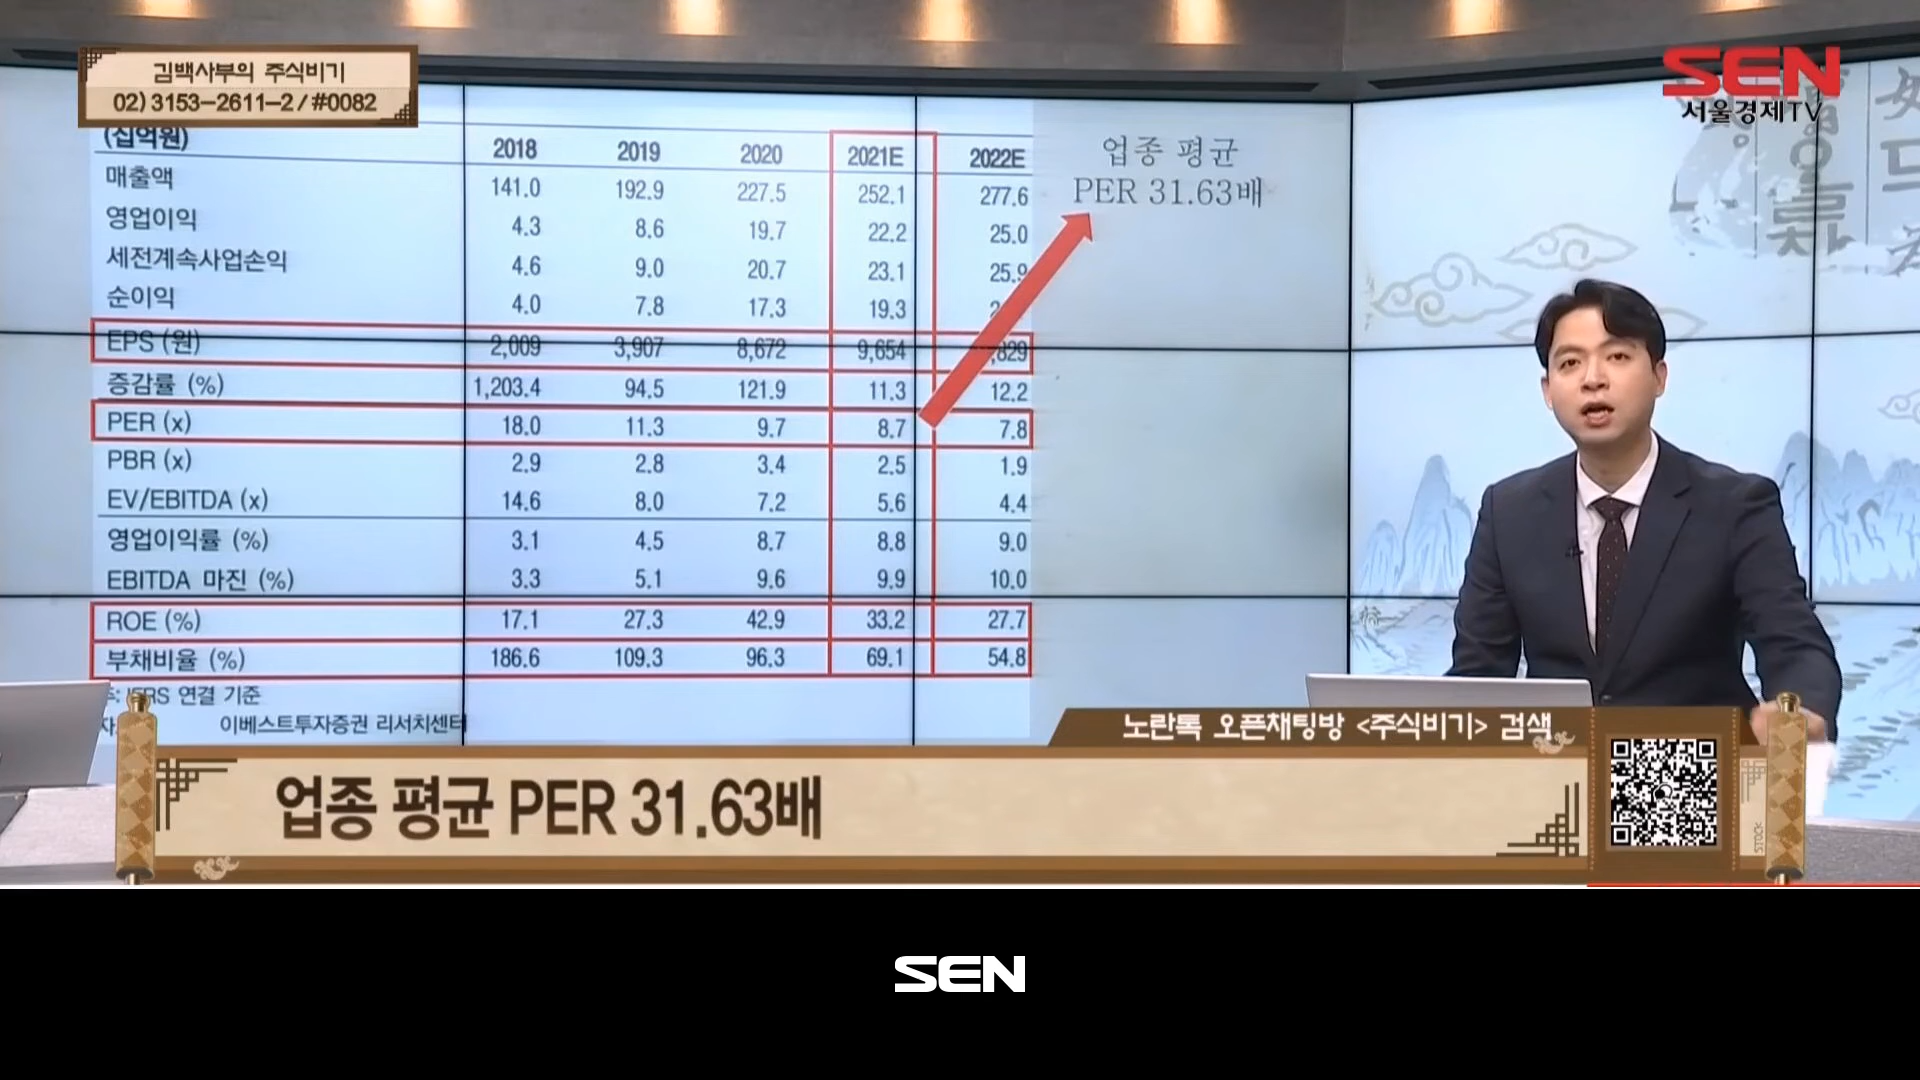 김백사부의 주식비기
02) 3153-2611-2 / #0082
SEN
서울경제TV
(십억원) 2018 2019 2020 2021E 2022E
매출액 141.0 192.9 227.5 252.1 277.6
영업이익 4.3 8.6 19.7 22.2 25.0
세전계속사업손익 4.6 9.0 20.7 23.1 25.9
순이익 4.0 7.8 17.3 19.3
EPS (원) 2,009 3,907 8,672 9,654 ,829
증감률 (%) 1,203.4 94.5 121.9 11.3 12.2
PER (x) 18.0 11.3 9.7 8.7 7.8
PBR (x) 2.9 2.8 3.4 2.5 1.9
EV/EBITDA (x) 14.6 8.0 7.2 5.6 4.4
영업이익률 (%) 3.1 4.5 8.7 8.8 9.0
EBITDA 마진 (%) 3.3 5.1 9.6 9.9 10.0
ROE (%) 17.1 27.3 42.9 33.2 27.7
부채비율 (%) 186.6 109.3 96.3 69.1 54.8
주: IFRS 연결 기준
이베스트투자증권 리서치센터
업종 평균
PER 31.63배
노란톡 오픈채팅방 <주식비기> 검색
업종 평균 PER 31.63배
STOCK
SEN